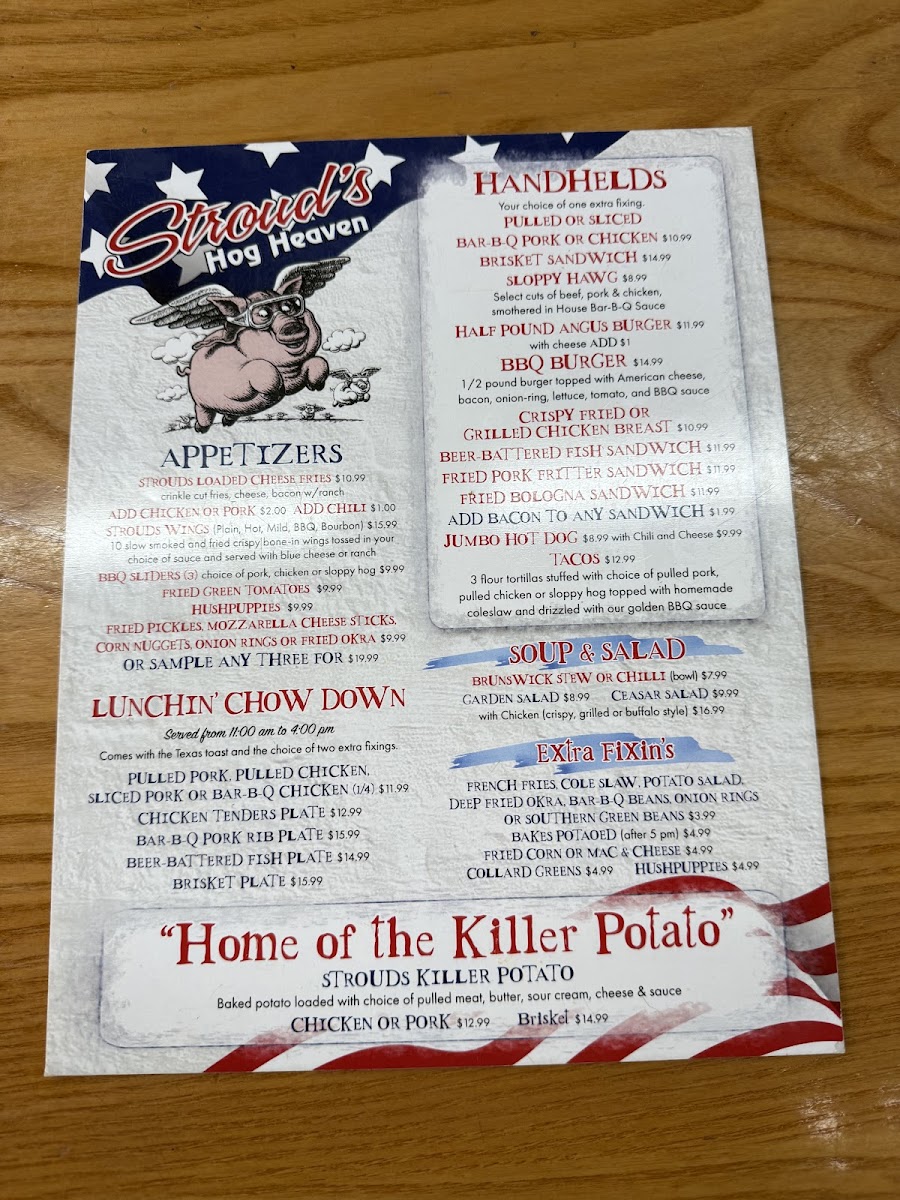 Stroud's
Hog Heaven
APPETIZERS
STROUDS LOADED CHEESE FRIES $10.99
crinkle cut fries, cheese, bacon w/ranch
ADD CHICKEN OR PORK $2.00 ADD CHILI $1.00
STROUDS WINGS (Plain, Hot, Mild, BBQ, Bourbon) $15.99
10 slow smoked and fried crispy bone-in wings tossed in your
choice of sauce and served with blue cheese or ranch
BBQ SLIDERS (3) choice of pork, chicken or sloppy hog $9.99
FRIED GREEN TOMATOES $9.99
HUSHPUPPIES $9.99
FRIED PICKLES, MOZZARELLA CHEESE STICKS,
CORN NUGGETS, ONION RINGS OR FRIED OKRA $9.99
OR SAMPLE ANY THREE FOR $19.99
LUNCHIN' CHOW DOWN
Served from 11:00 am to 4:00 pm
Comes with the Texas toast and the choice of two extra fixings.
PULLED PORK, PULLED CHICKEN,
SLICED PORK OR BAR-B-Q CHICKEN (1/4) $11.99
CHICKEN TENDERS PLATE $12.99
BAR-B-Q PORK RIB PLATE $15.99
BEER-BATTERED FISH PLATE $14.99
BRISKET PLATE $15.99
HANDHELDS
Your choice of one extra fixing.
PULLED OR SLICED
BAR-B-Q PORK OR CHICKEN $10.99
BRISKET SANDWICH $14.99
SLOPPY HAWG $8.99
Select cuts of beef, pork & chicken,
smothered in House Bar-B-Q Sauce
HALF POUND ANGUS BURGER $11.99
with cheese ADD $1
BBQ BURGER $14.99
1/2 pound burger topped with American cheese,
bacon, onion-ring, lettuce, tomato, and BBQ sauce
CRISPY FRIED OR
GRILLED CHICKEN BREAST $10.99
BEER-BATTERED FISH SANDWICH $11.99
FRIED PORK FRITTER SANDWICH $11.99
FRIED BOLOGNA SANDWICH $11.99
ADD BACON TO ANY SANDWICH $1.99
JUMBO HOT DOG $8.99 with Chili and Cheese $9.99
TACOS $12.99
3 flour tortillas stuffed with choice of pulled pork,
pulled chicken or sloppy hog topped with homemade
coleslaw and drizzled with our golden BBQ sauce
SOUP & SALAD
BRUNSWICK STEW OR CHILLI (bowl) $7.99
GARDEN SALAD $8.99 CEASAR SALAD $9.99
with Chicken (crispy, grilled or buffalo style) $16.99
EXtra FiXin's
FRENCH FRIES, COLE SLAW, POTATO SALAD,
DEEP FRIED OKRA, BAR-B-Q BEANS, ONION RINGS
OR SOUTHERN GREEN BEANS $3.99
BAKES POTAOED (after 5 pm) $4.99
FRIED CORN OR MAC & CHEESE $4.99
COLLARD GREENS $4.99 HUSHPUPPIES $4.99
"Home of the Killer Potato"
STROUDS KILLER POTATO
Baked potato loaded with choice of pulled meat, butter, sour cream, cheese & sauce
CHICKEN OR PORK $12.99 Brisket $14.99